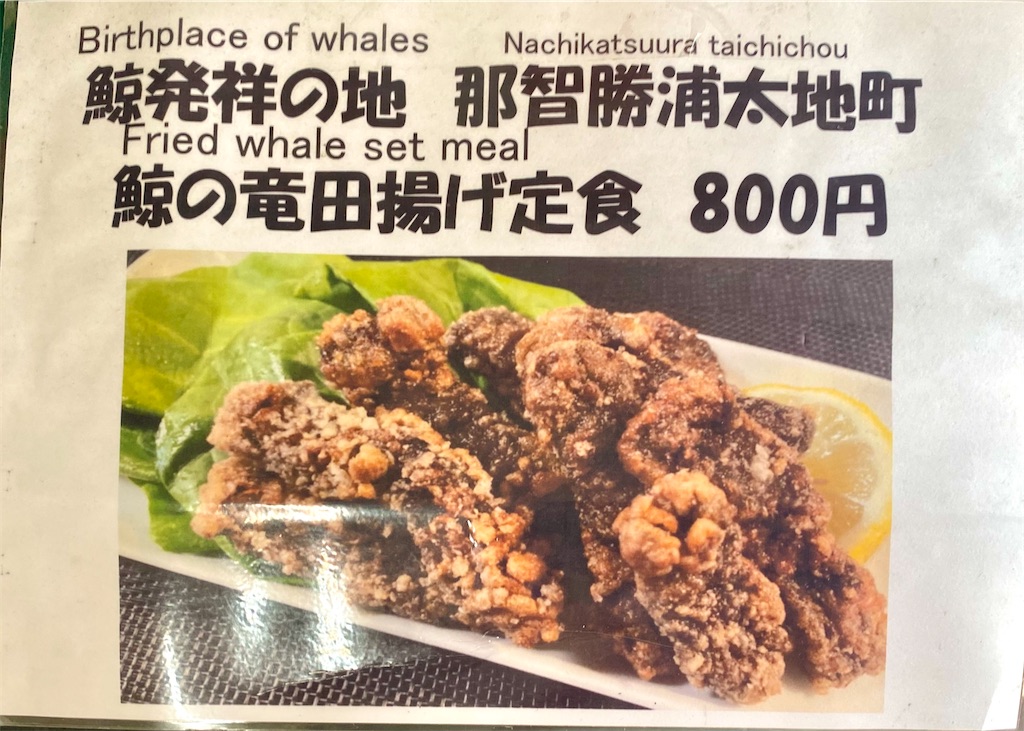 Birthplace of whales Nachikatsuura taichichou
鯨発祥の地 那智勝浦太地町
Fried whale set meal
鯨の竜田揚げ定食 800円